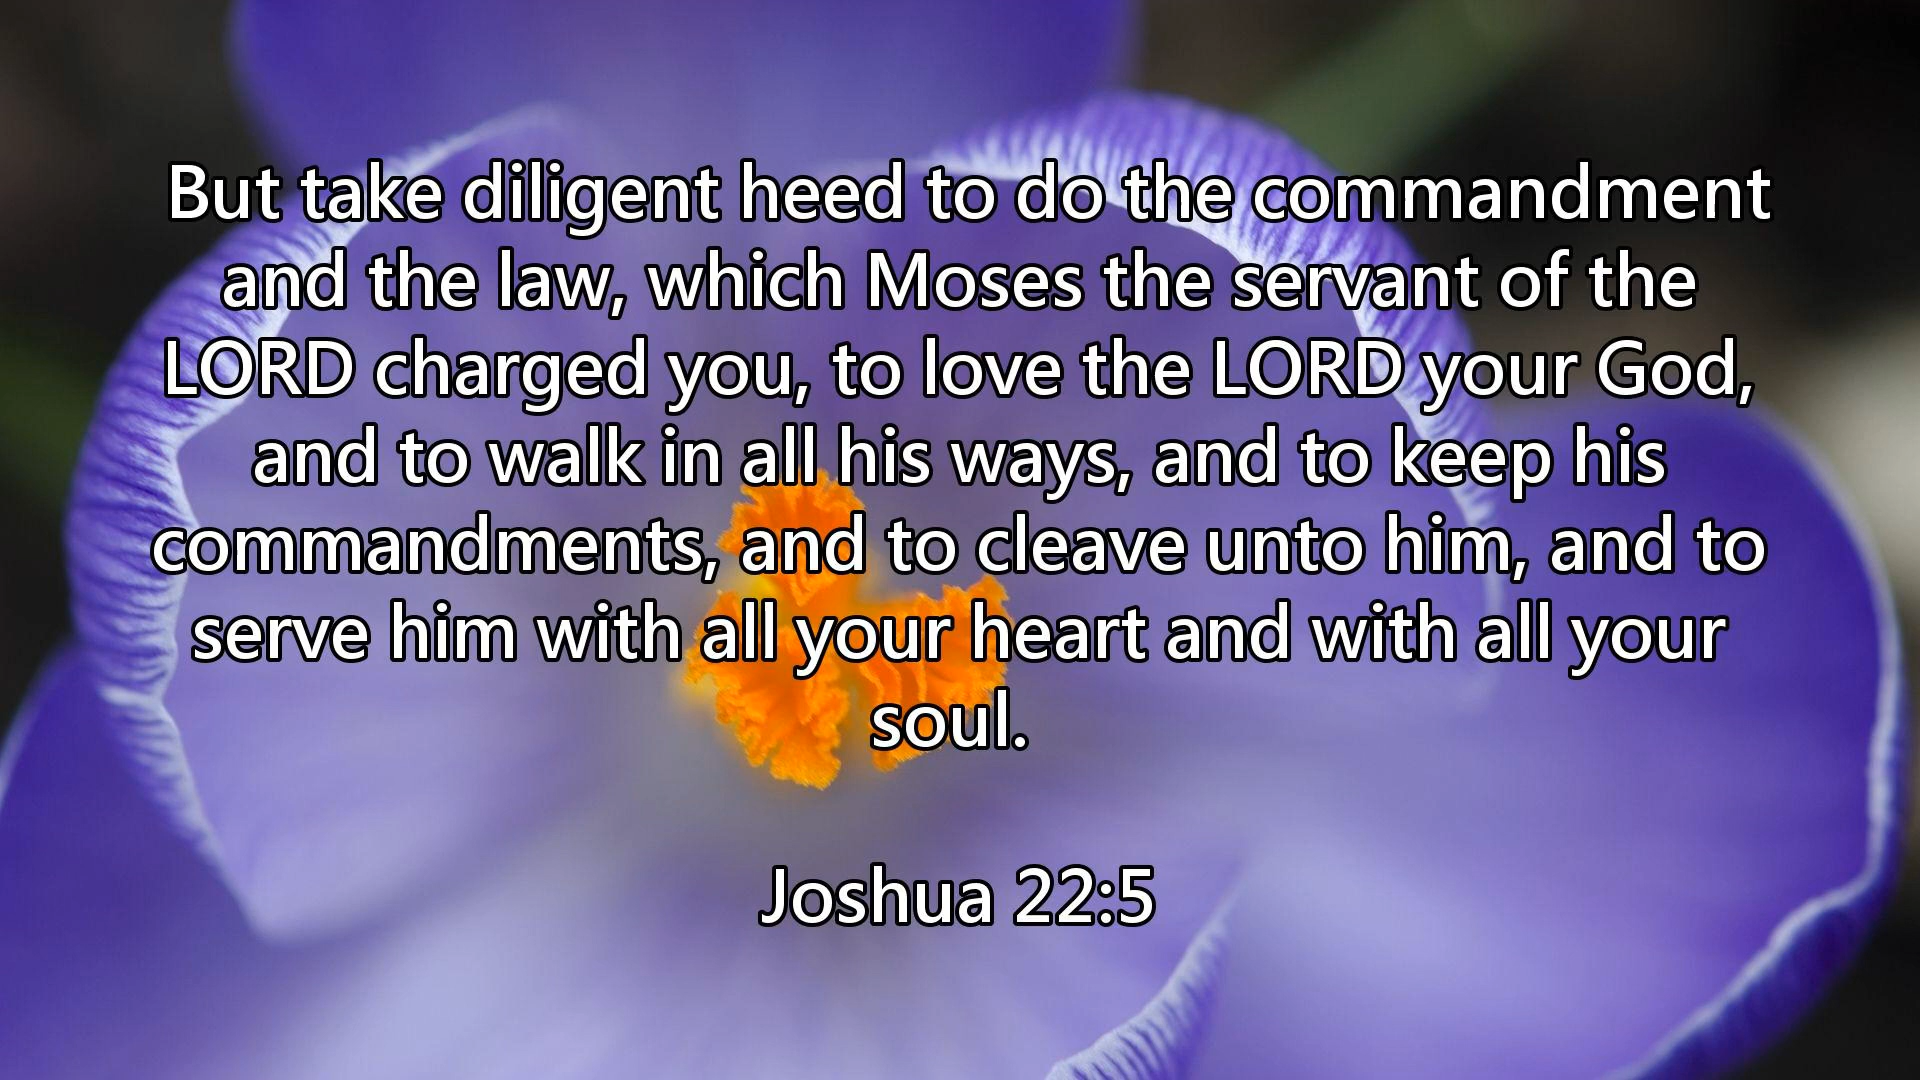 But take diligent heed to do the commandment
and the law, which Moses the servant of the
LORD charged you, to love the LORD your God,
and to walk in all his ways, and to keep his
commandments, and to cleave unto him, and to
serve him with all your heart and with all your
soul.
Joshua 22:5